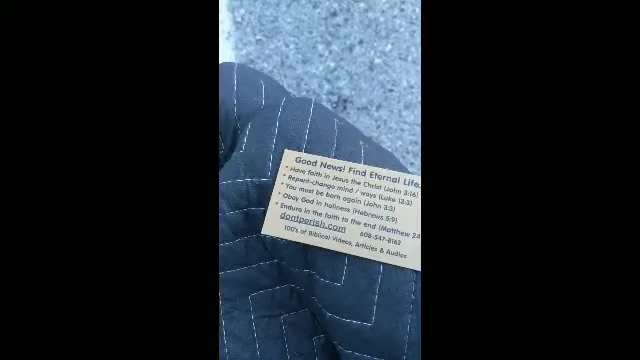 Good News! Find Eternal Life.
* Have faith in Jesus the Christ (John 3:16)
* Repent-change mind / ways (Luke 13:3)
* You must be born again (John 3:3)
* Obey God in holiness (Hebrews 5:9)
* Endure in the faith to the end (Matthew 24
dontperish.com 608-547-8162
100's of Biblical Videos, Articles & Audios